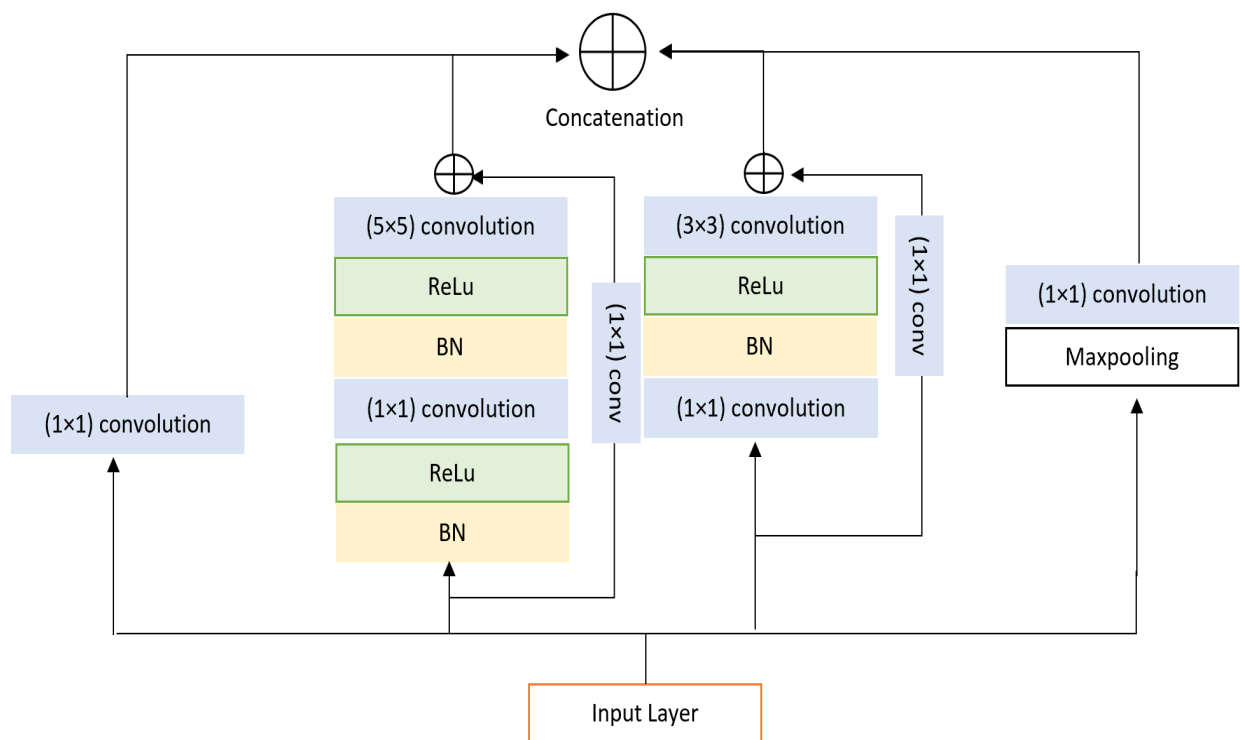 Concatenation
(5×5) convolution
ReLu
BN
(1×1) convolution
ReLu
BN
(1×1) conv
(3×3) convolution
ReLu
BN
(1×1) convolution
(1×1) conv
(1×1) convolution
(1×1) convolution
Maxpooling
Input Layer